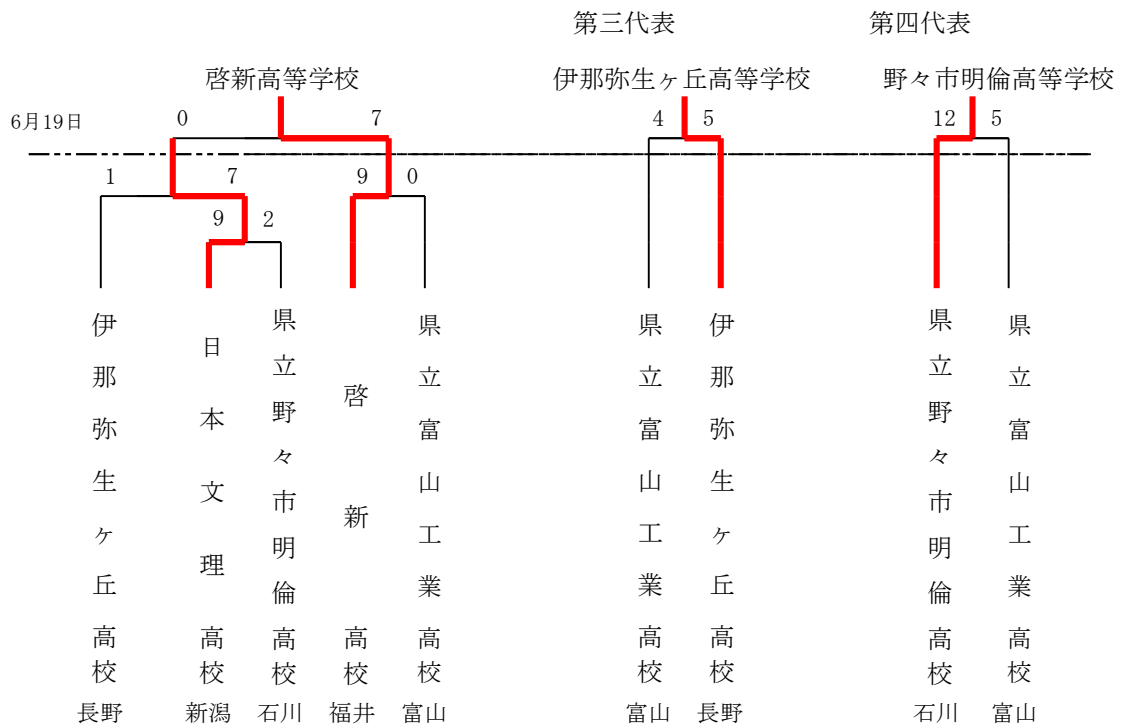 第三代表 第四代表
啓新高等学校 伊那弥生ヶ丘高等学校 野々市明倫高等学校
6月19日 0 7 4 5 12 5
1 7 9 0
9 2
伊那弥生ケ丘高校
日本文理高校
県立野々市明倫高校
啓新高校
県立富山工業高校
県立富山工業高校
伊那弥生ケ丘高校
県立野々市明倫高校
県立富山工業高校
長野 新潟 石川 福井 富山 富山 長野 石川 富山